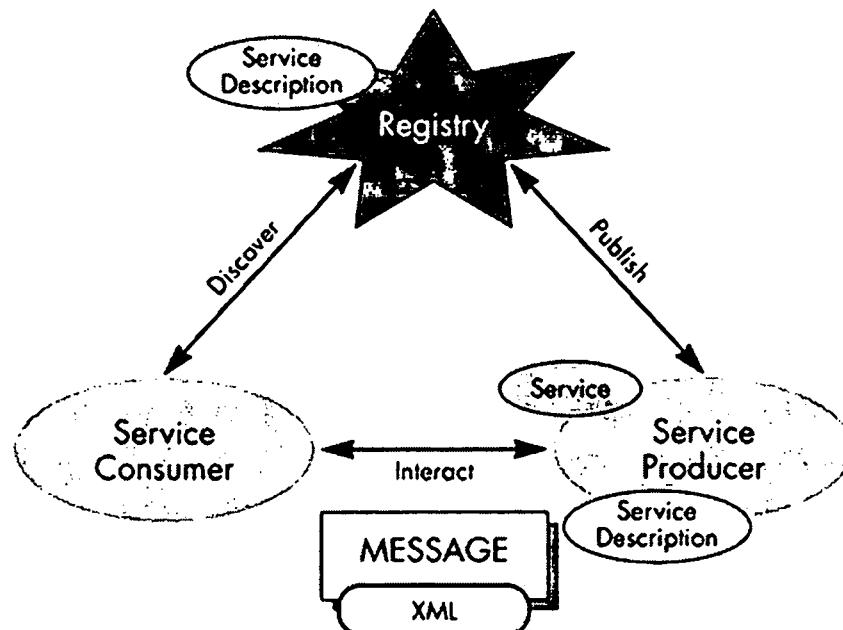 Service
Description
Registry
Discover
Publish
Service
Service
Consumer
Interact
Service
Producer
Service
Description
MESSAGE
XML